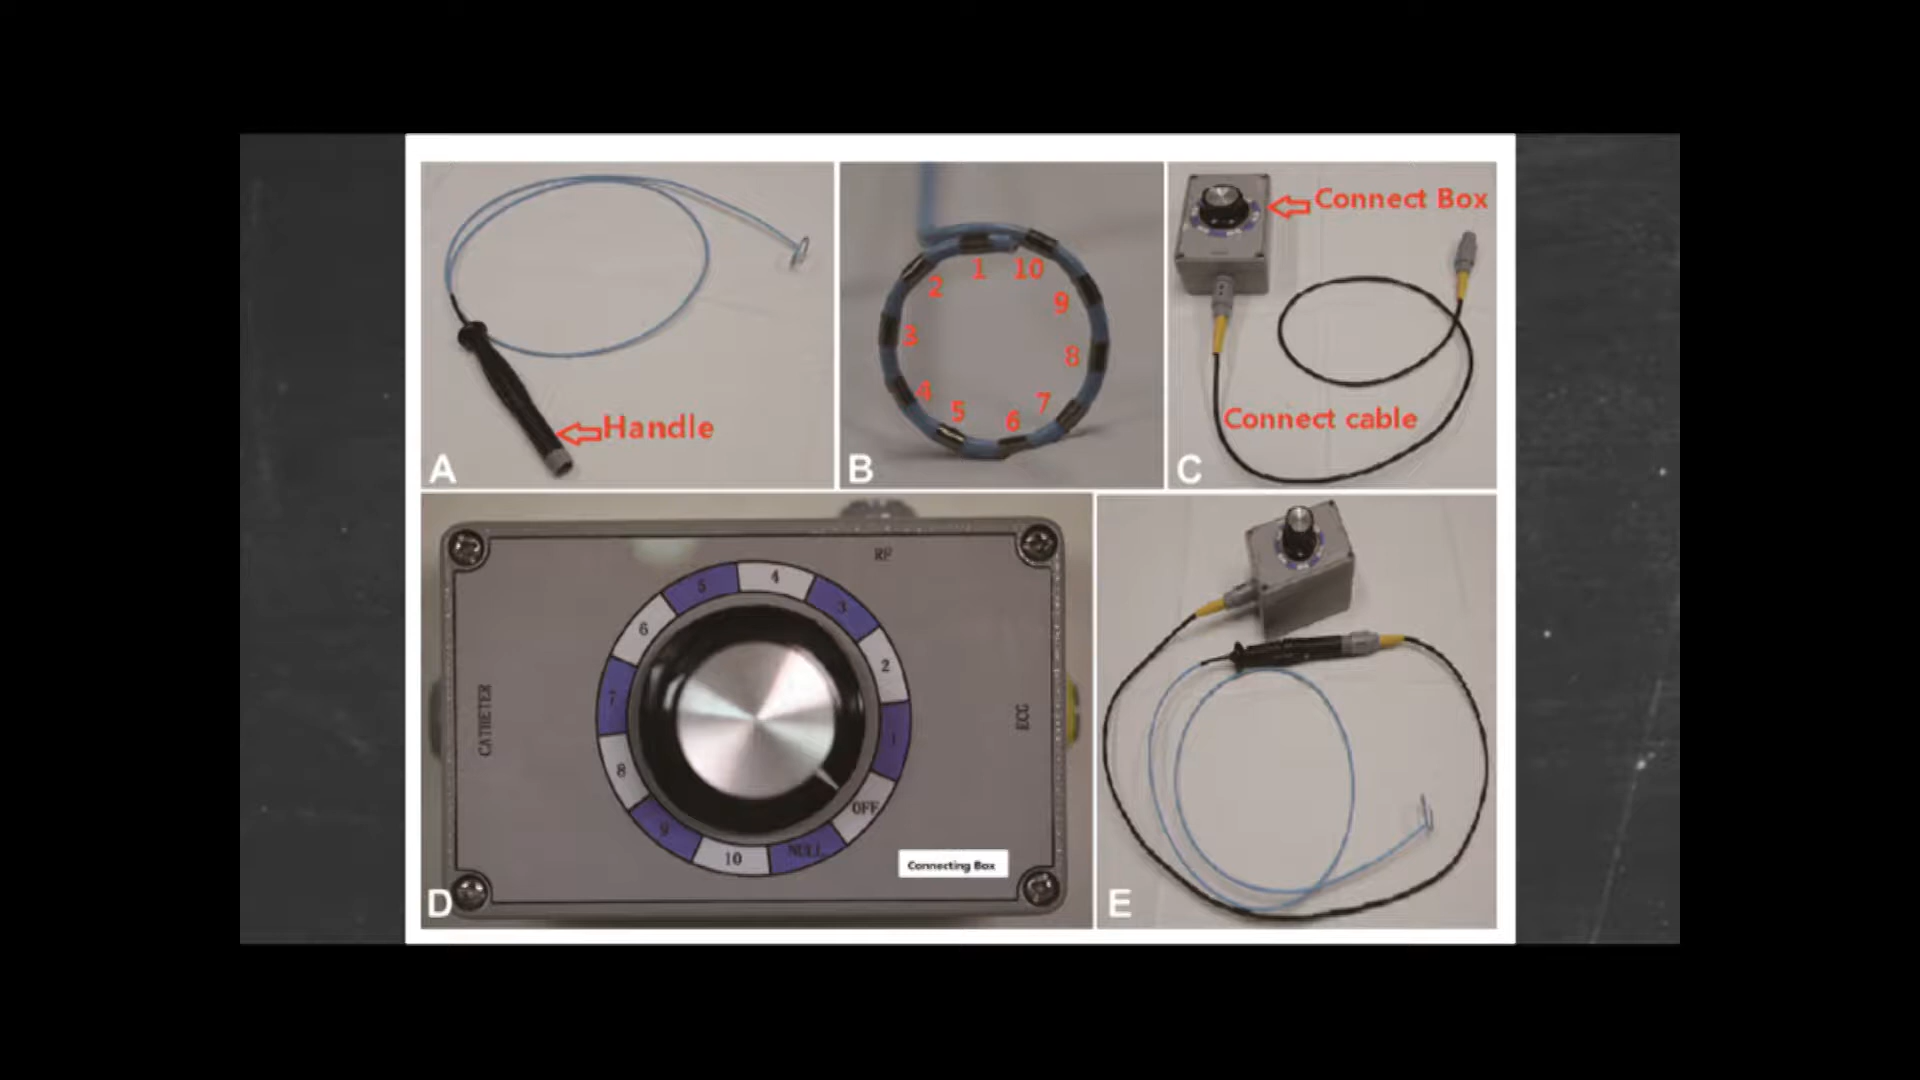 Handle
A
1
10
2
9
3
8
4
7
5
6
B
Connect Box
Connect cable
C
RF
5
4
3
6
2
7
1
CATHETER
ECG
8
OFF
9
NULL
10
Connecting Box
D
E